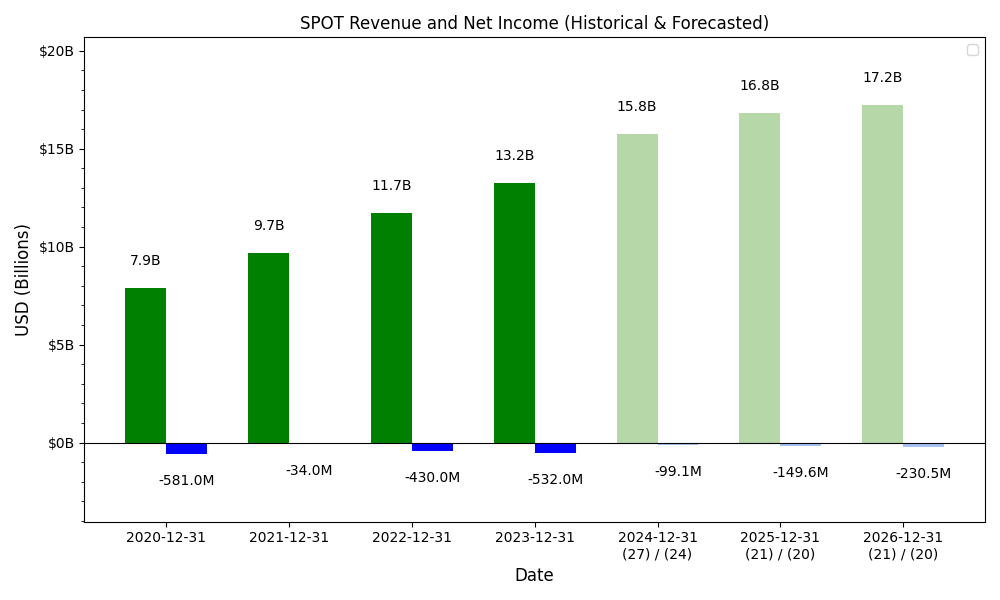 SPOT Revenue and Net Income (Historical & Forecasted)
USD (Billions)
$20B
$15B
$10B
$5B
$0B
7.9B
9.7B
11.7B
13.2B
15.8B
16.8B
17.2B
-581.0M
-34.0M
-430.0M
-532.0M
-99.1M
-149.6M
-230.5M
2020-12-31
2021-12-31
2022-12-31
2023-12-31
2024-12-31
(27) / (24)
2025-12-31
(21) / (20)
2026-12-31
(21) / (20)
Date